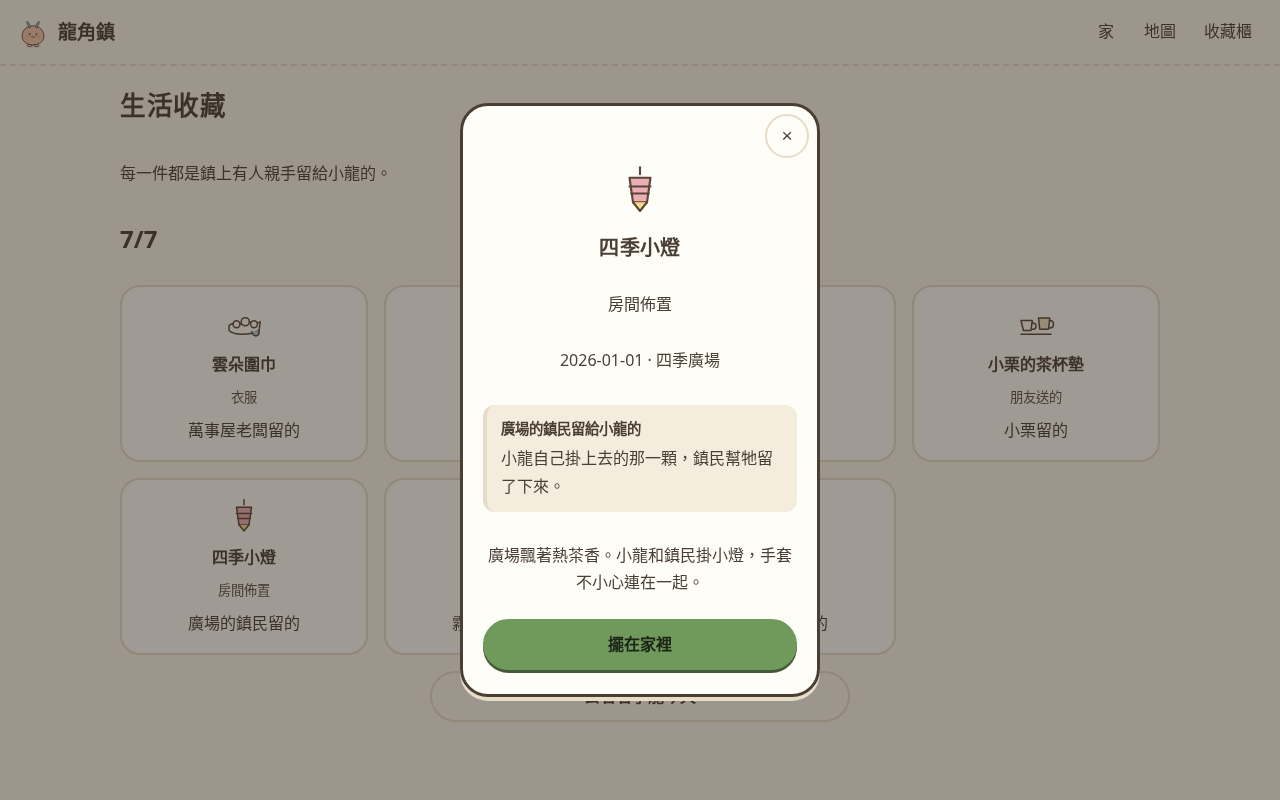 龍角鎮
家
地圖
收藏櫃
生活收藏
每一件都是鎮上有人親手留給小龍的。
7/7
雲朵圍巾
衣服
萬事屋老闆留的
小栗的茶杯墊
朋友送的
小栗留的
四季小燈
房間佈置
廣場的鎮民留的
×
四季小燈
房間佈置
2026-01-01 · 四季廣場
廣場的鎮民留給小龍的
小龍自己掛上去的那一顆，鎮民幫牠留
了下來。
廣場飄著熱茶香。小龍和鎮民掛小燈，手套
不小心連在一起。
擺在家裡